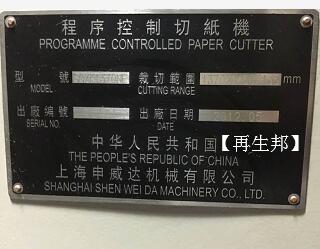 程序控制切紙機
PROGRAMME CONTROLLED PAPER CUTTER
型 號 裁切範圍 mm
MODEL CUTTING RANGE
出廠編號 出廠日期 2012.05
SERIAL NO. DATE
中华人民共和国【再生邦】
THE PEOPLE'S REPUBLIC OF CHINA
上海申威达机械有限公司
SHANGHAI SHEN WEI DA MACHINERY CO., LTD.